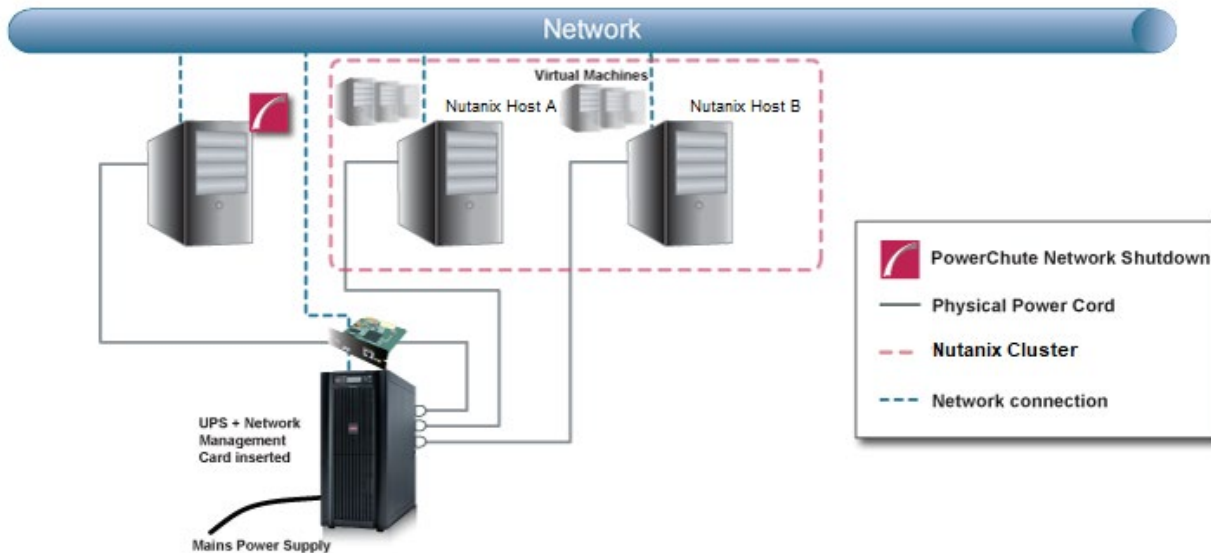 Network
Virtual Machines
Nutanix Host A
Nutanix Host B
PowerChute Network Shutdown
Physical Power Cord
Nutanix Cluster
Network connection
UPS + Network
Management
Card inserted
Mains Power Supply